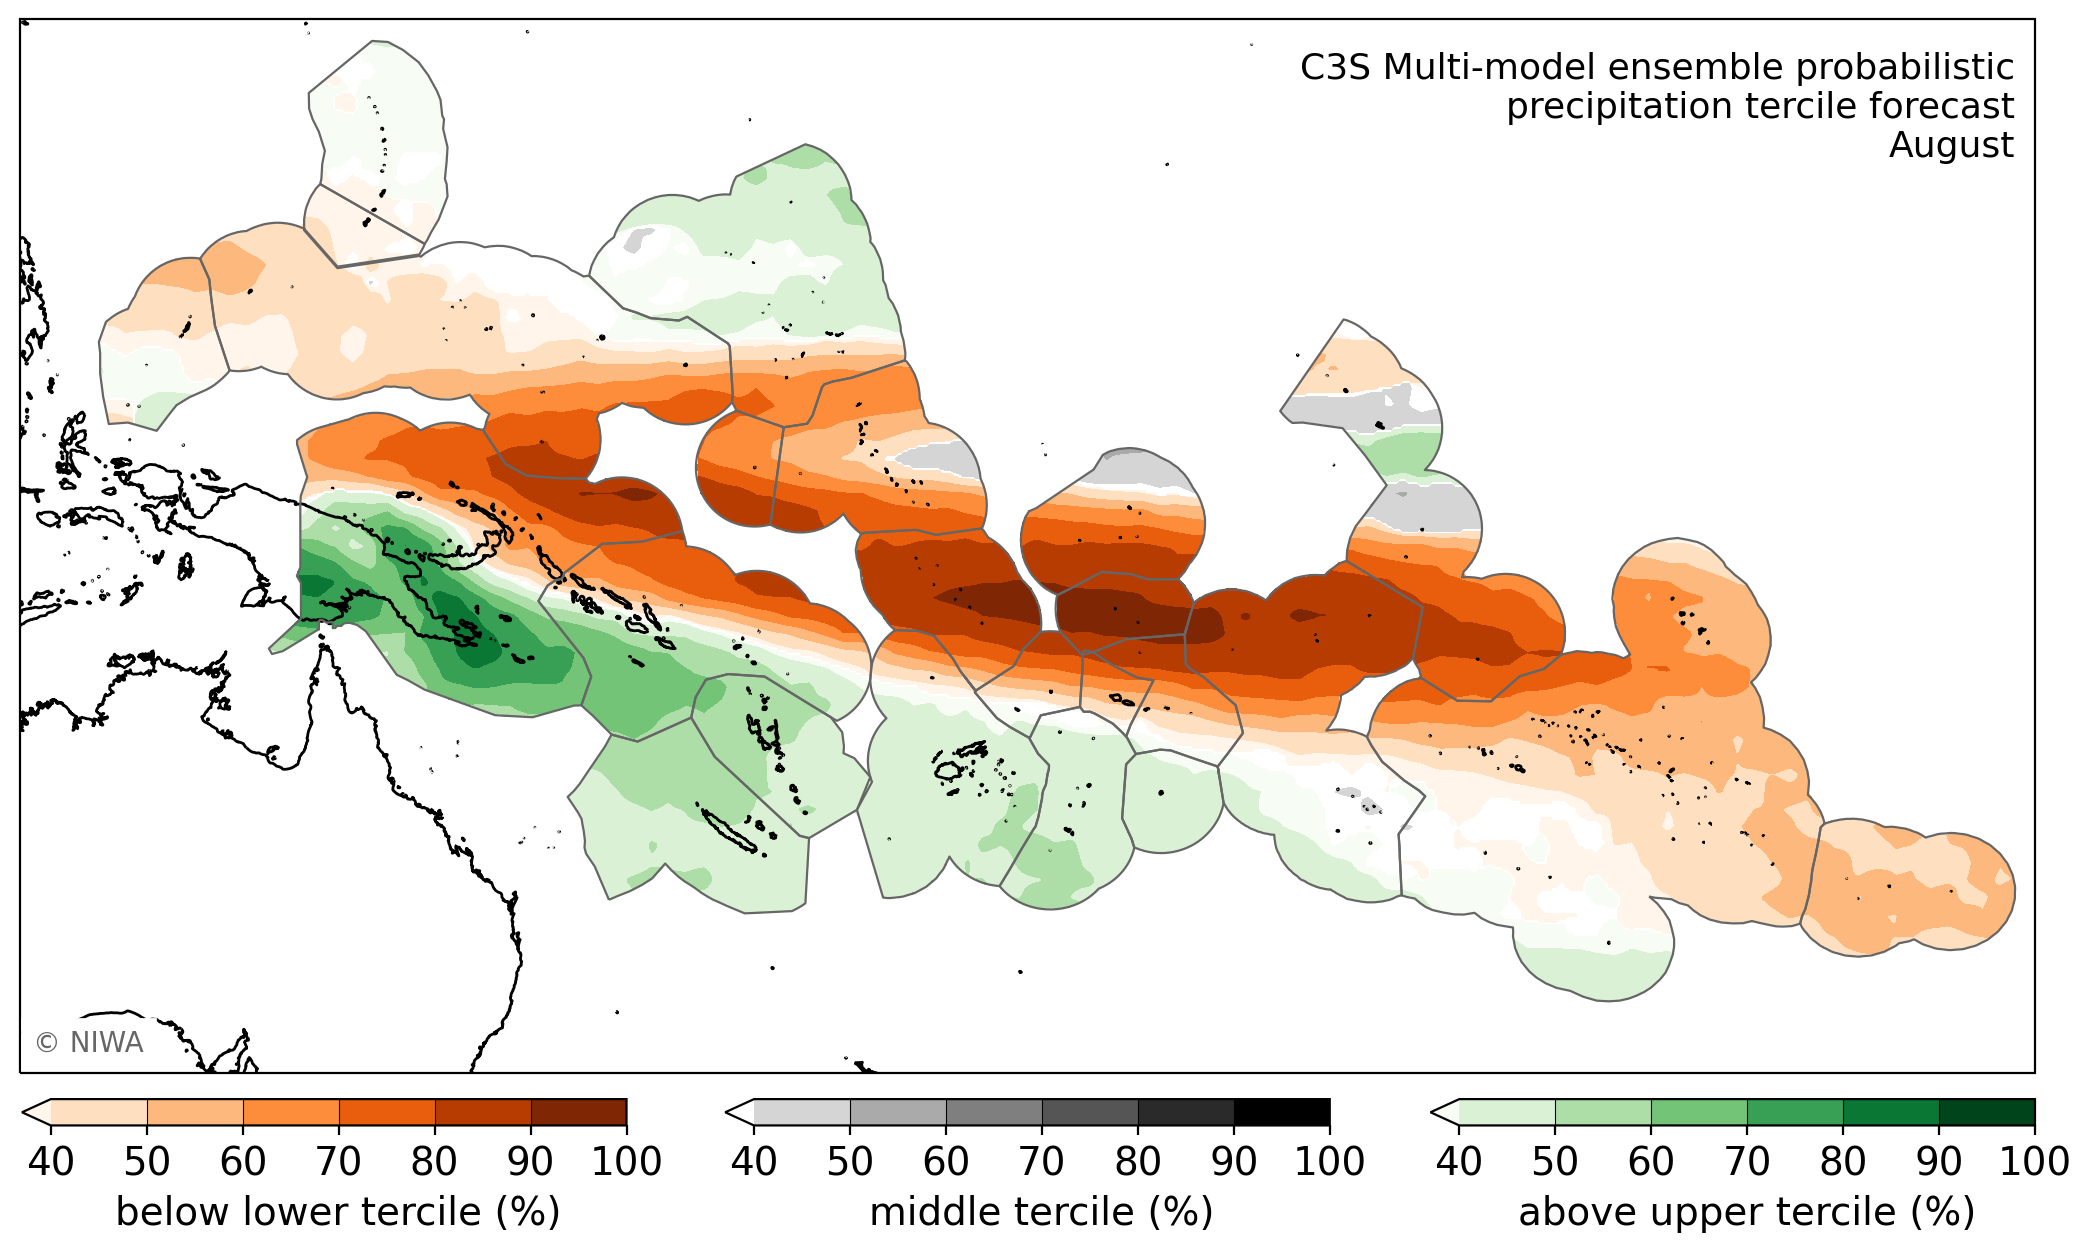 C3S Multi-model ensemble probabilistic
precipitation tercile forecast
August
© NIWA
40 50 60 70 80 90 100
below lower tercile (%)
40 50 60 70 80 90 100
middle tercile (%)
40 50 60 70 80 90 100
above upper tercile (%)